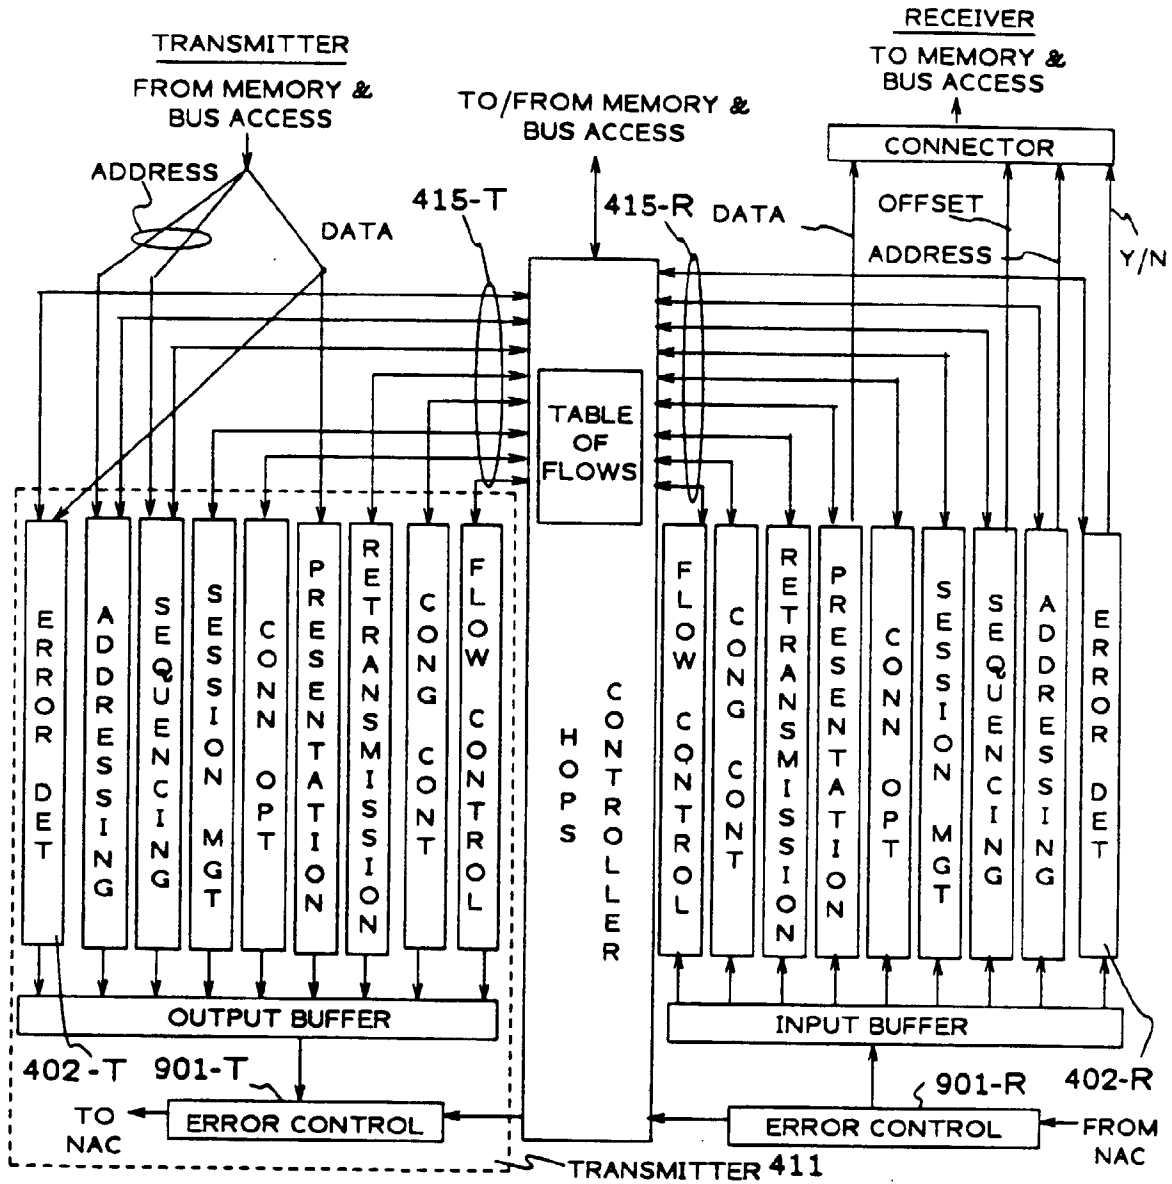 TRANSMITTER
FROM MEMORY &
BUS ACCESS
TO/FROM MEMORY &
BUS ACCESS
RECEIVER
TO MEMORY &
BUS ACCESS
CONNECTOR
ADDRESS
DATA
415-T
415-R
DATA
OFFSET
ADDRESS
Y/N
TABLE
OF
FLOWS
ERROR DET
ADDRESSING
SEQUENCING
SESSION MGT
CONN OPT
PRESENTATION
RETRANSMISSION
CONG CONT
FLOW CONTROL
HOPS
CONTROLLER
FLOW CONTROL
CONG CONT
RETRANSMISSION
PRESENTATION
CONN OPT
SESSION MGT
SEQUENCING
ADDRESSING
ERROR DET
OUTPUT BUFFER
INPUT BUFFER
402-T
901-T
901-R
402-R
TO
NAC
ERROR CONTROL
ERROR CONTROL
FROM
NAC
TRANSMITTER 411